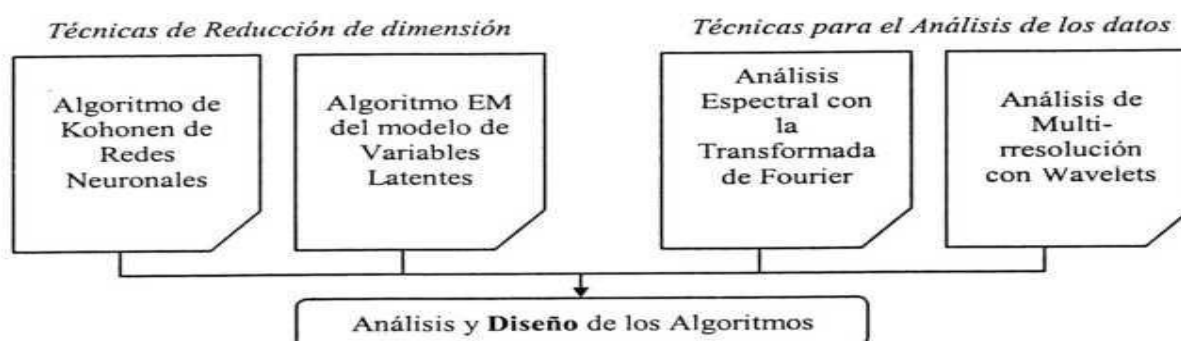 Técnicas de Reducción de dimensión
Técnicas para el Análisis de los datos
Algoritmo de
Kohonen de
Redes
Neuronales
Algoritmo EM
del modelo de
Variables
Latentes
Análisis
Espectral con
la
Transformada
de Fourier
Análisis de
Multi-
rresolución
con Wavelets
Análisis y Diseño de los Algoritmos